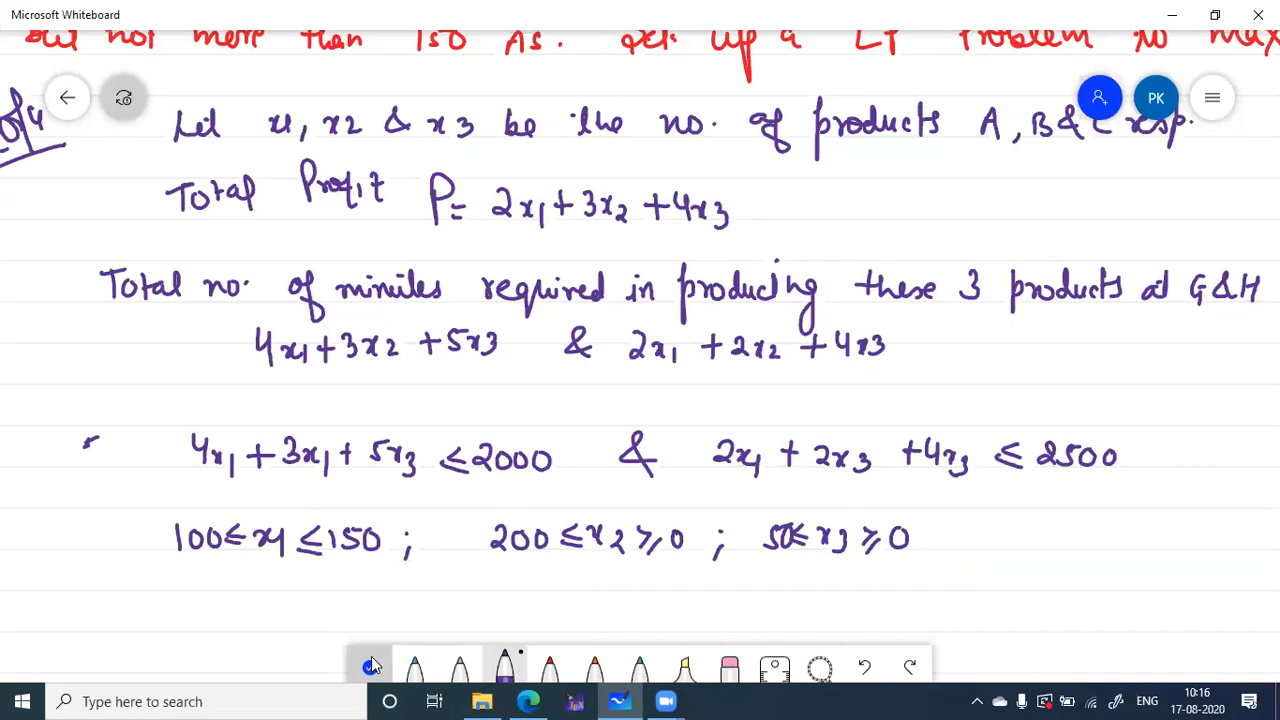 Microsoft Whiteboard
but not more than 150 As. Set up a LP Problem to max
PK
Let x1, x2 & x3 be the no. of products A, B & C resp.
Total Profit P = 2x1 + 3x2 + 4x3
Total no. of minutes required in producing these 3 products at G & H
4x1 + 3x2 + 5x3 & 2x1 + 2x2 + 4x3
4x1 + 3x1 + 5x3 ≤ 2000 & 2x1 + 2x3 + 4x3 ≤ 2500
100 ≤ x1 ≤ 150 ; 200 ≤ x2 ≥ 0 ; 50 ≤ x3 ≥ 0
Type here to search
ENG
10:16
17-08-2020